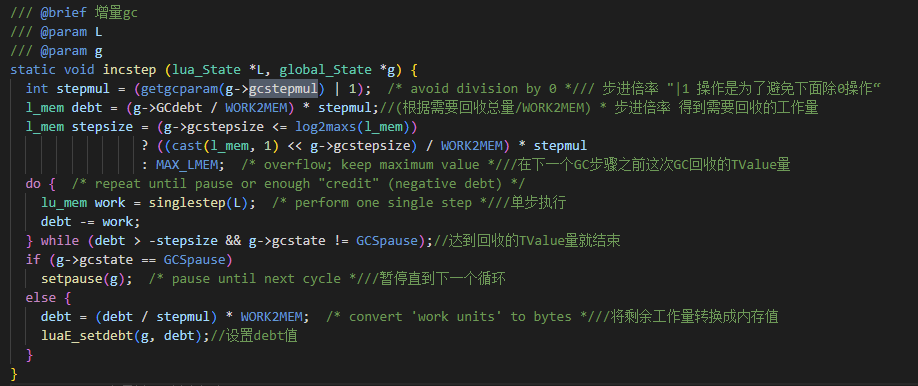 /// @brief 增量gc
/// @param L
/// @param g
static void incstep (lua_State *L, global_State *g) {
  int stepmul = (getgcparam(g->gcstepmul) | 1);  /* avoid division by 0 */// 步进倍率 "|1 操作是为了避免下面除0操作“
  l_mem debt = (g->GCdebt / WORK2MEM) * stepmul;//(根据需要回收总量/WORK2MEM) * 步进倍率 得到需要回收的工作量
  l_mem stepsize = (g->gcstepsize <= log2maxs(l_mem))
                 ? ((cast(l_mem, 1) << g->gcstepsize) / WORK2MEM) * stepmul
                 : MAX_LMEM;  /* overflow; keep maximum value *///在下一个GC步骤之前这次GC回收的TValue量
  do {  /* repeat until pause or enough "credit" (negative debt) */
    lu_mem work = singlestep(L);  /* perform one single step *///单步执行
    debt -= work;
  } while (debt > -stepsize && g->gcstate != GCSpause);//达到回收的TValue量就结束
  if (g->gcstate == GCSpause)
    setpause(g);  /* pause until next cycle *///暂停直到下一个循环
  else {
    debt = (debt / stepmul) * WORK2MEM;  /* convert 'work units' to bytes *///将剩余工作量转换成内存值
    luaE_setdebt(g, debt);//设置debt值
  }
}